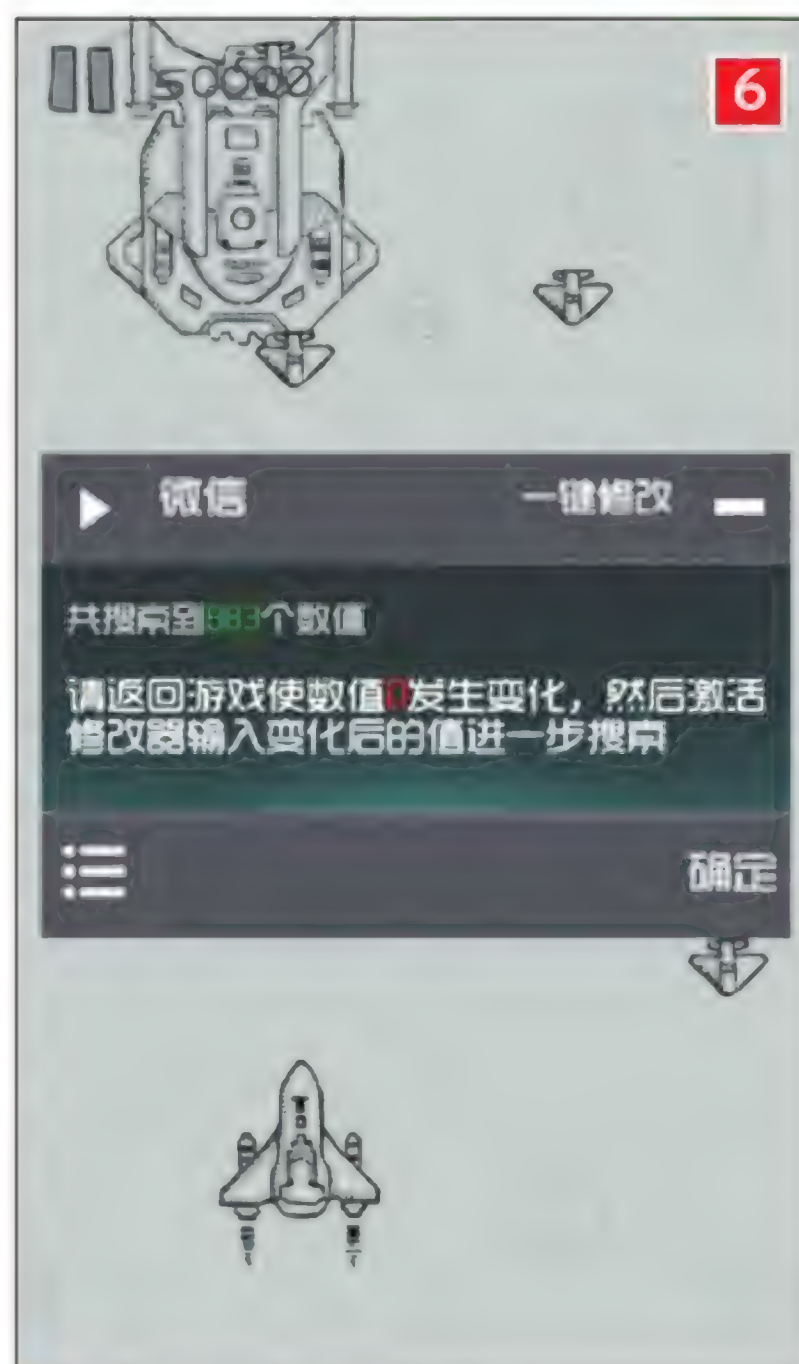 50000
6
微信 一键修改
共搜索到583个数值
请返回游戏使数值0发生变化，然后激活
修改器输入变化后的值进一步搜索
确定